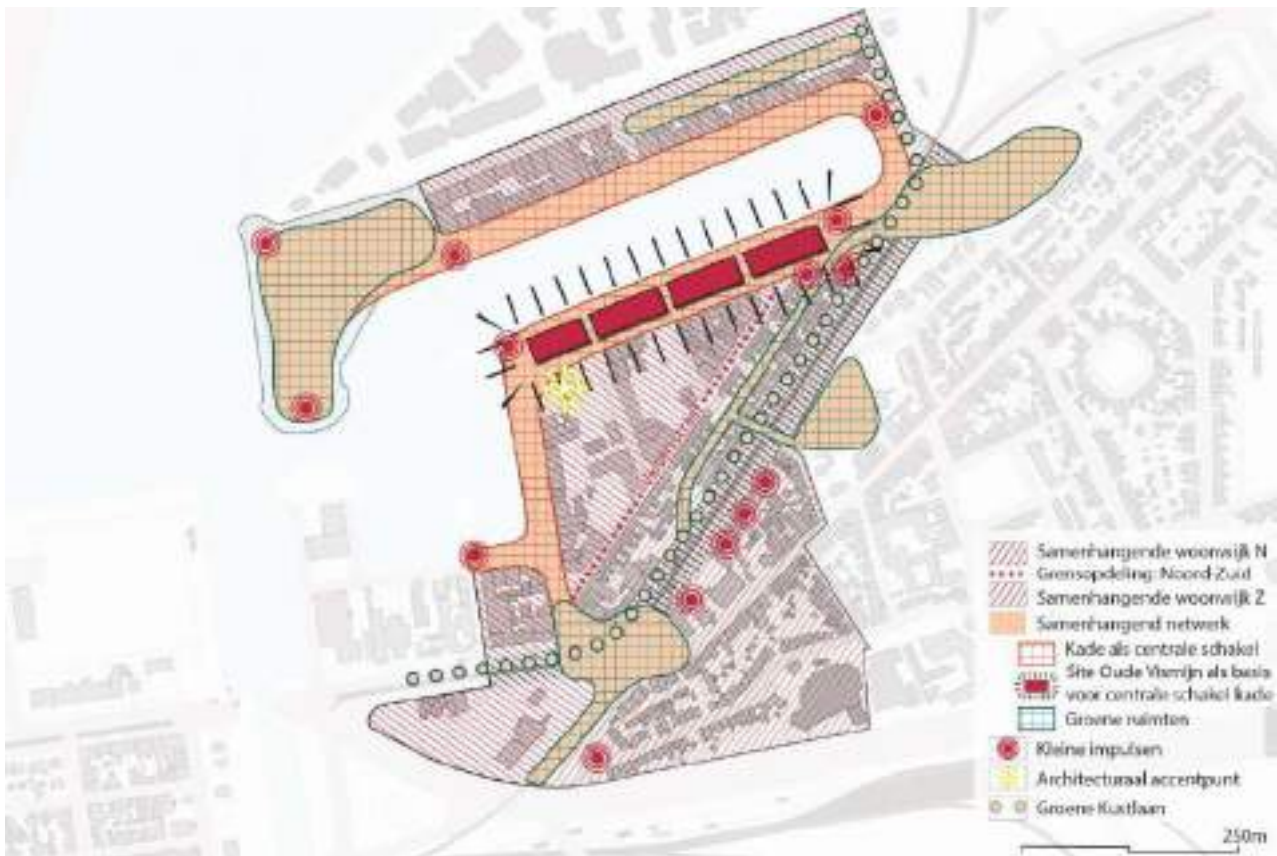 Samenhangende woonwijk N
Grensopdeling Noord-Zuid
Samenhangende woonwijk Z
Samenhangend netwerk
Kade als centrale schakel
Site Oude Vismijn als basis
voor centrale schakel kade
Groene ruimten
Kleine impulsen
Architecturaal accentpunt
Groene Kustlaan
250m